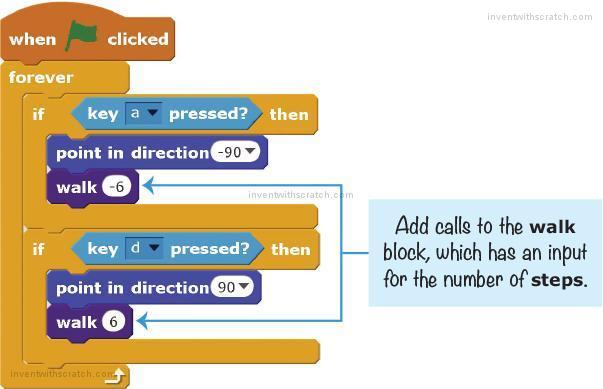 inventwithscratch.com
when clicked
forever
if key a pressed? then
point in direction -90
walk -6
inventwithscratch.com
if key d pressed? then
point in direction 90
walk 6
Add calls to the walk
block, which has an input
for the number of steps.
inventwithscratch.com